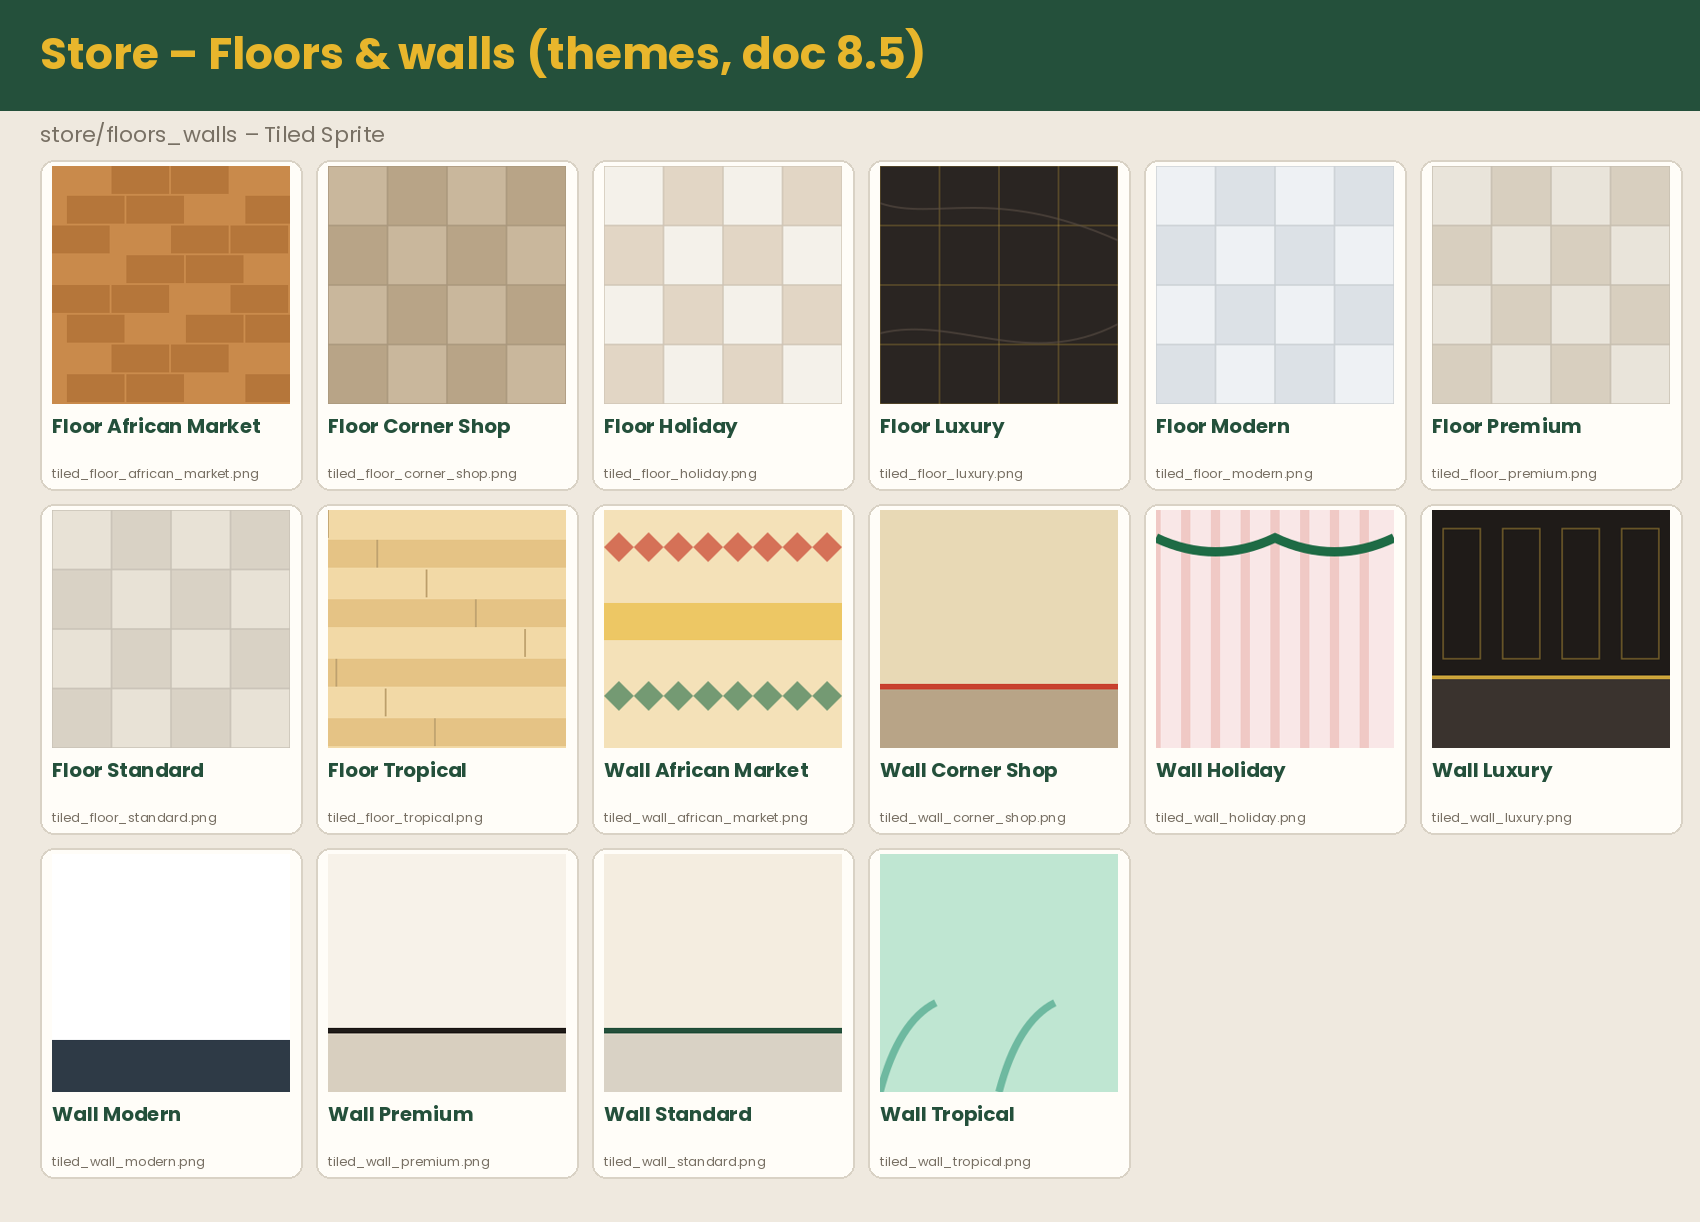 Store – Floors & walls (themes, doc 8.5)
store/floors_walls – Tiled Sprite
Floor African Market
tiled_floor_african_market.png
Floor Corner Shop
tiled_floor_corner_shop.png
Floor Holiday
tiled_floor_holiday.png
Floor Luxury
tiled_floor_luxury.png
Floor Modern
tiled_floor_modern.png
Floor Premium
tiled_floor_premium.png
Floor Standard
tiled_floor_standard.png
Floor Tropical
tiled_floor_tropical.png
Wall African Market
tiled_wall_african_market.png
Wall Corner Shop
tiled_wall_corner_shop.png
Wall Holiday
tiled_wall_holiday.png
Wall Luxury
tiled_wall_luxury.png
Wall Modern
tiled_wall_modern.png
Wall Premium
tiled_wall_premium.png
Wall Standard
tiled_wall_standard.png
Wall Tropical
tiled_wall_tropical.png